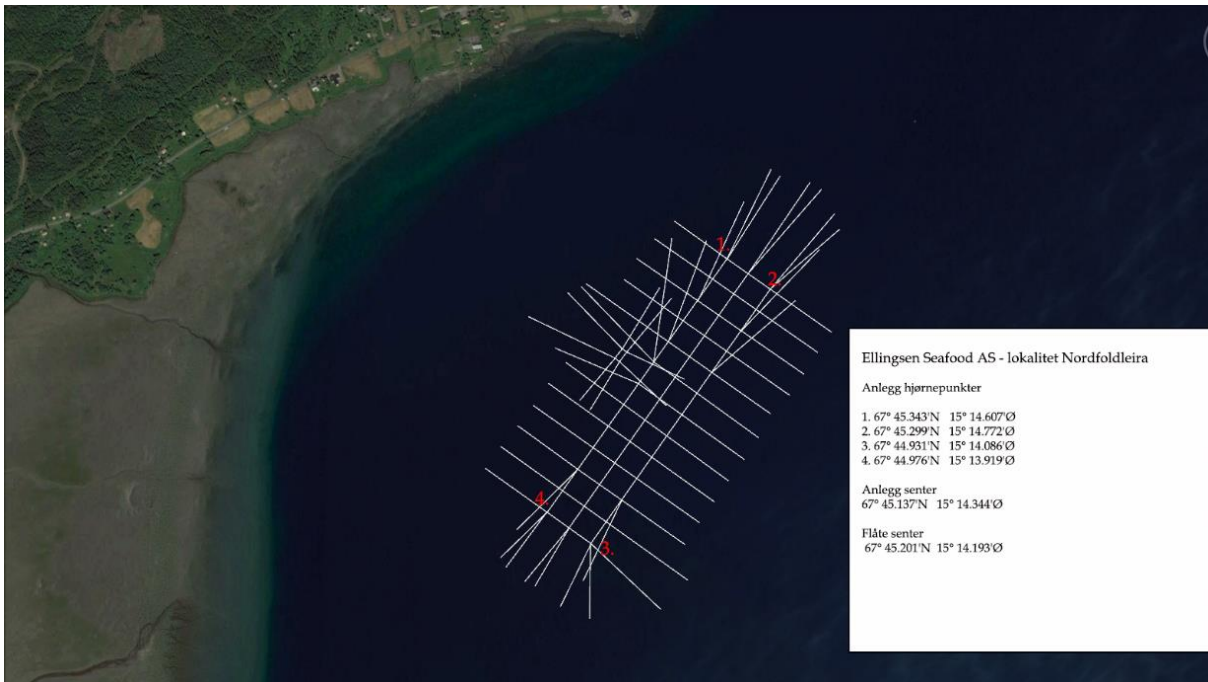 1.
2.
4.
3.
Ellingsen Seafood AS - lokalitet Nordfoldleira
Anlegg hjørnepunkter
1. 67° 45.343'N 15° 14.607'Ø
2. 67° 45.299'N 15° 14.772'Ø
3. 67° 44.931'N 15° 14.086'Ø
4. 67° 44.976'N 15° 13.919'Ø
Anlegg senter
67° 45.137'N 15° 14.344'Ø
Flåte senter
67° 45.201'N 15° 14.193'Ø